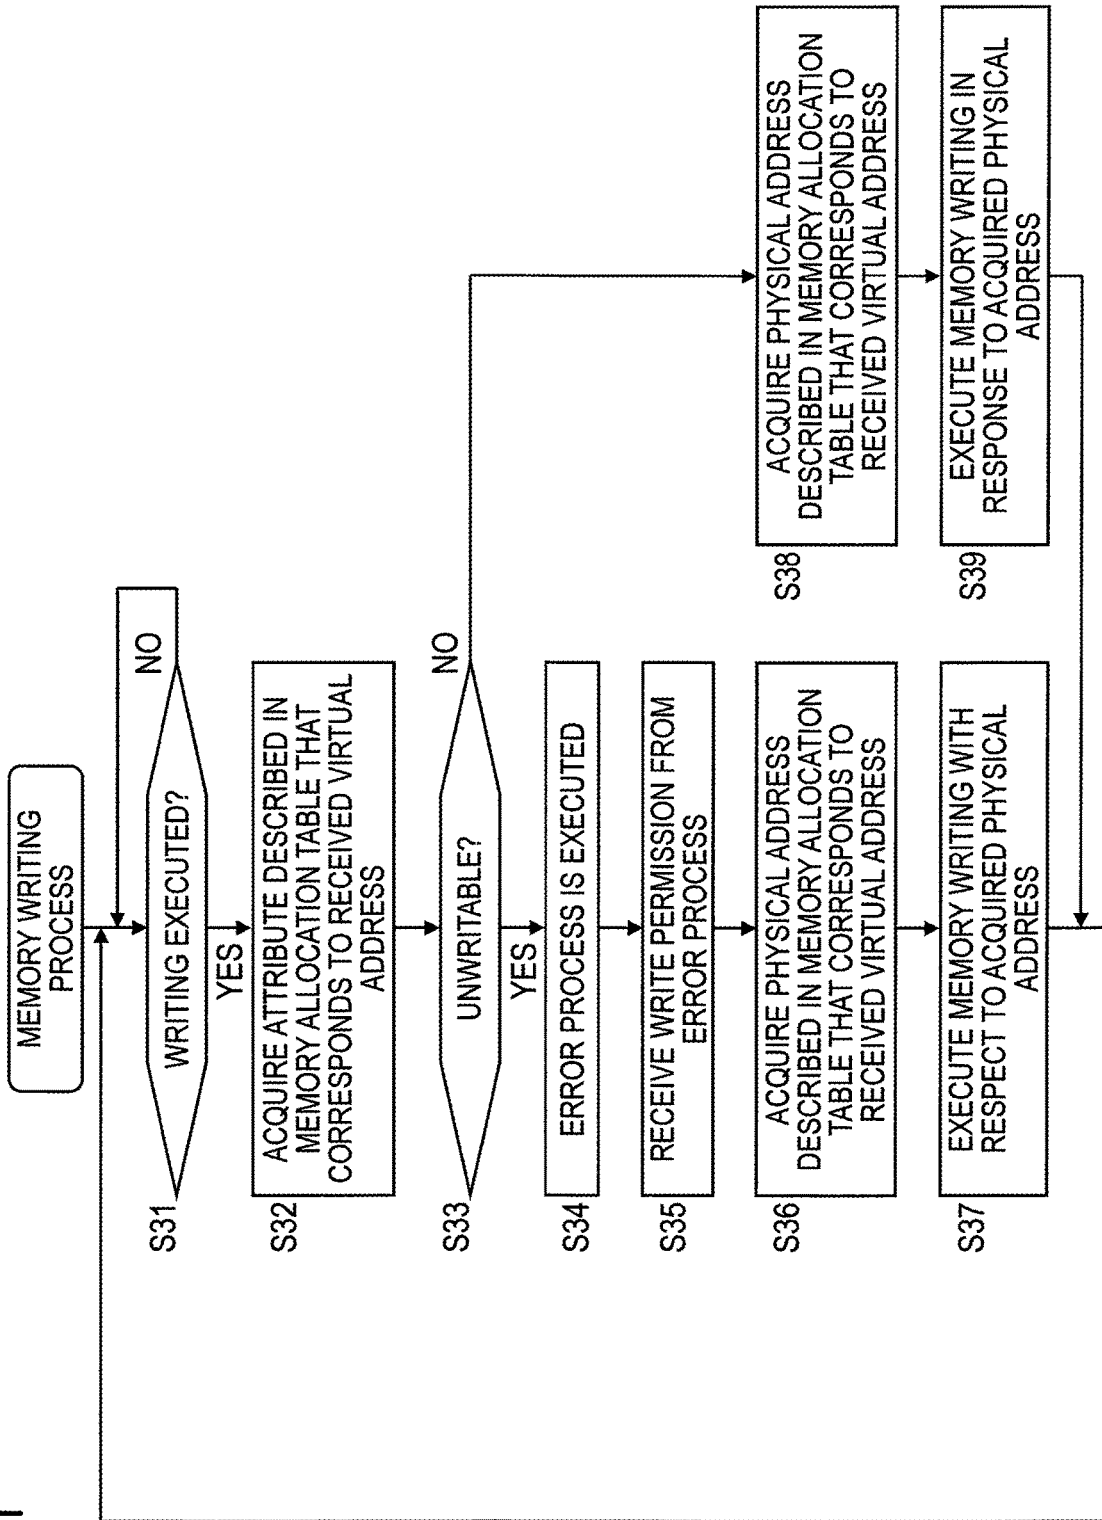 MEMORY WRITING
PROCESS
S31
WRITING EXECUTED?
NO
YES
S32
ACQUIRE ATTRIBUTE DESCRIBED IN
MEMORY ALLOCATION TABLE THAT
CORRESPONDS TO RECEIVED VIRTUAL
ADDRESS
S33
UNWRITABLE?
NO
YES
S34
ERROR PROCESS IS EXECUTED
S35
RECEIVE WRITE PERMISSION FROM
ERROR PROCESS
S36
ACQUIRE PHYSICAL ADDRESS
DESCRIBED IN MEMORY ALLOCATION
TABLE THAT CORRESPONDS TO
RECEIVED VIRTUAL ADDRESS
S37
EXECUTE MEMORY WRITING WITH
RESPECT TO ACQUIRED PHYSICAL
ADDRESS
S38
ACQUIRE PHYSICAL ADDRESS
DESCRIBED IN MEMORY ALLOCATION
TABLE THAT CORRESPONDS TO
RECEIVED VIRTUAL ADDRESS
S39
EXECUTE MEMORY WRITING IN
RESPONSE TO ACQUIRED PHYSICAL
ADDRESS